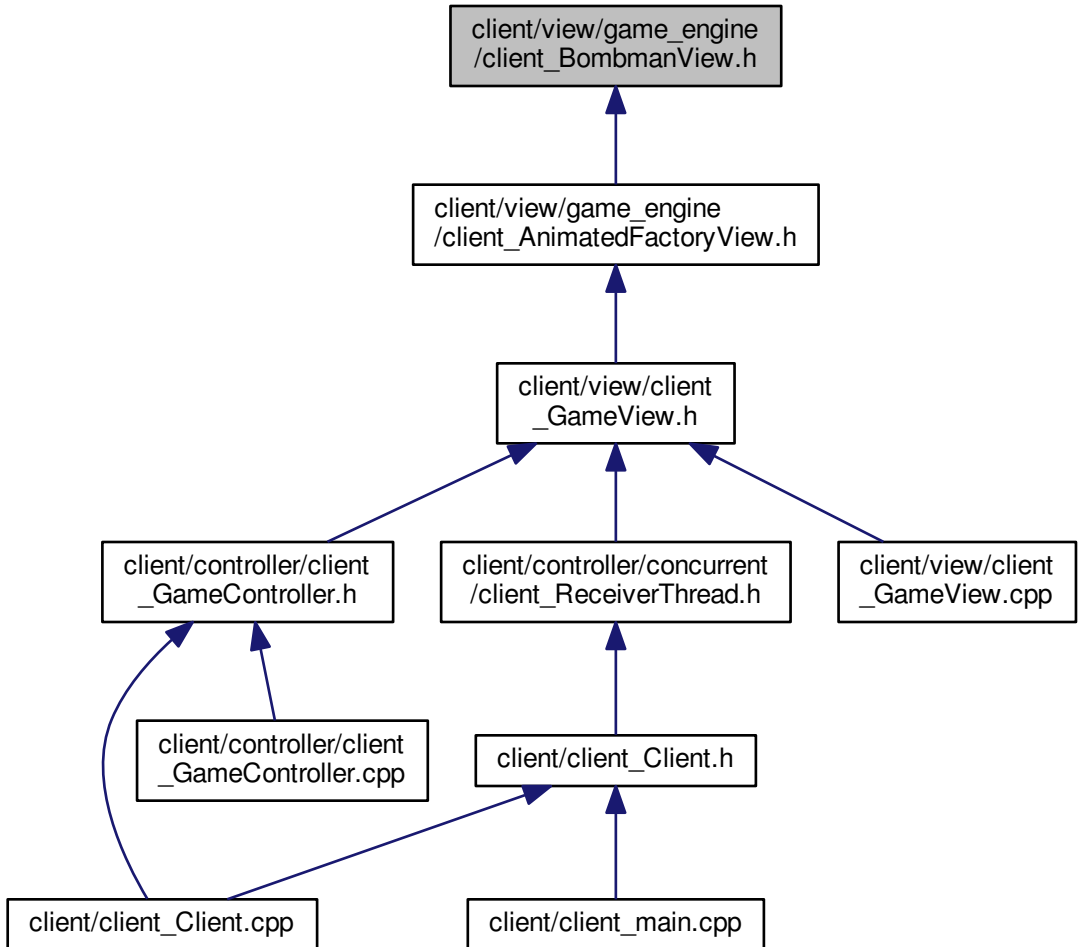 client/view/game_engine
/client_BombmanView.h
client/view/game_engine
/client_AnimatedFactoryView.h
client/view/client
_GameView.h
client/controller/client
_GameController.h
client/controller/concurrent
/client_ReceiverThread.h
client/view/client
_GameView.cpp
client/controller/client
_GameController.cpp
client/client_Client.h
client/client_Client.cpp
client/client_main.cpp